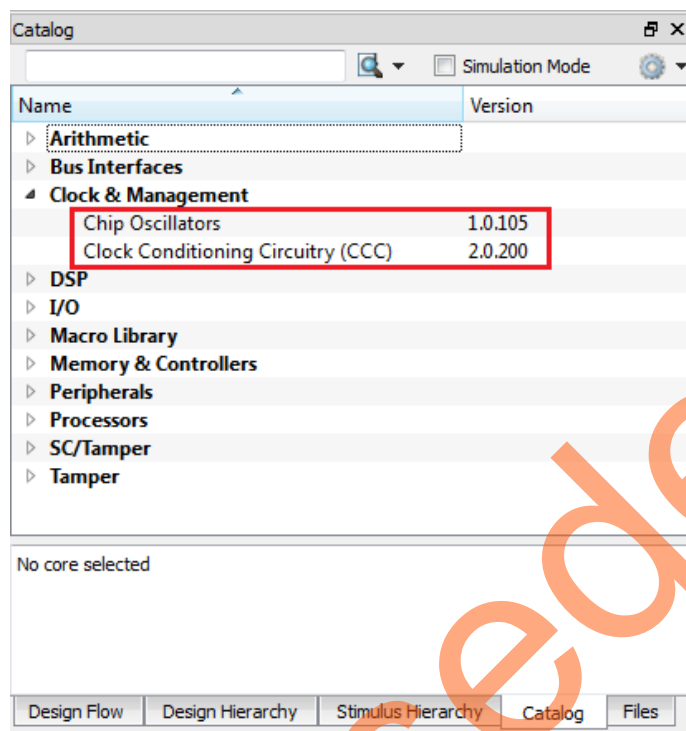 Catalog
Simulation Mode
Name Version
Arithmetic
Bus Interfaces
Clock & Management
Chip Oscillators 1.0.105
Clock Conditioning Circuitry (CCC) 2.0.200
DSP
I/O
Macro Library
Memory & Controllers
Peripherals
Processors
SC/Tamper
Tamper
No core selected
Design Flow Design Hierarchy Stimulus Hierarchy Catalog Files